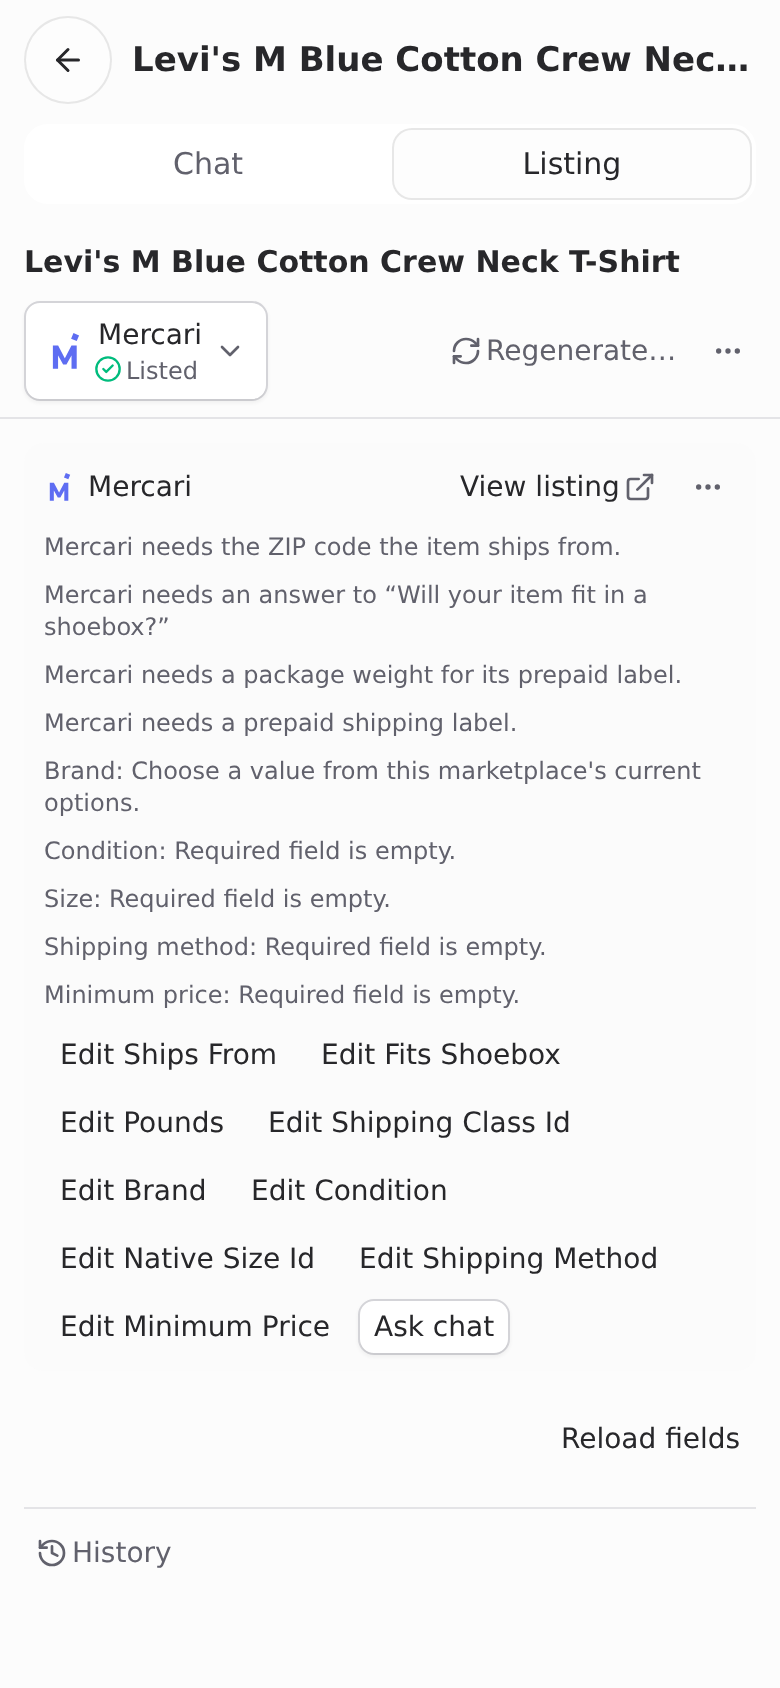 Levi's M Blue Cotton Crew Nec...
Chat
Listing
Levi's M Blue Cotton Crew Neck T-Shirt
Mercari
Listed
Regenerate...
Mercari
View listing
Mercari needs the ZIP code the item ships from.
Mercari needs an answer to “Will your item fit in a
shoebox?”
Mercari needs a package weight for its prepaid label.
Mercari needs a prepaid shipping label.
Brand: Choose a value from this marketplace's current
options.
Condition: Required field is empty.
Size: Required field is empty.
Shipping method: Required field is empty.
Minimum price: Required field is empty.
Edit Ships From
Edit Fits Shoebox
Edit Pounds
Edit Shipping Class Id
Edit Brand
Edit Condition
Edit Native Size Id
Edit Shipping Method
Edit Minimum Price
Ask chat
Reload fields
History